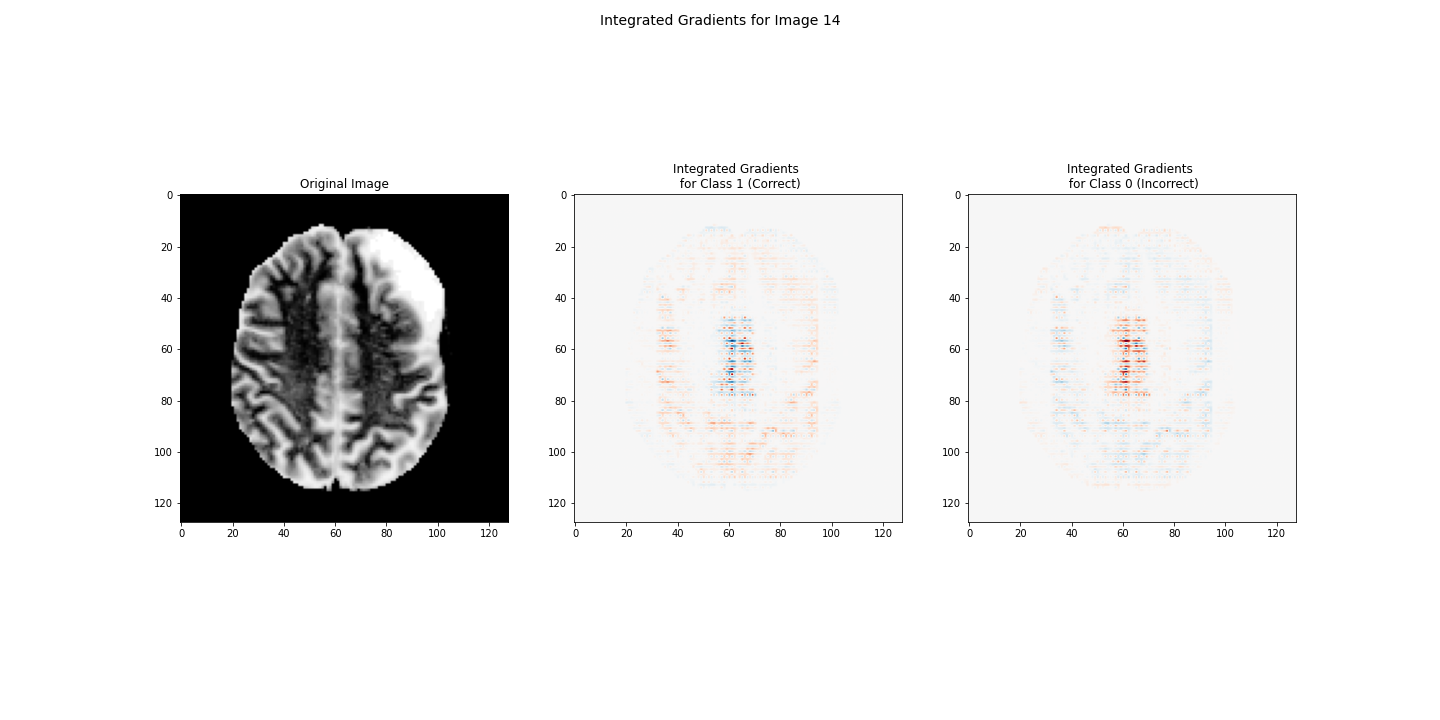 Integrated Gradients for Image 14
Original Image
0
20
40
60
80
100
120
0 20 40 60 80 100 120
Integrated Gradients
for Class 1 (Correct)
0
20
40
60
80
100
120
0 20 40 60 80 100 120
Integrated Gradients
for Class 0 (Incorrect)
0
20
40
60
80
100
120
0 20 40 60 80 100 120